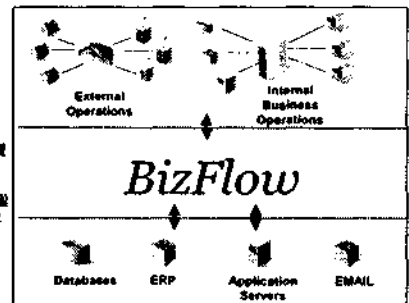 External
Operations
Internal
Business
Operations
BizFlow
Databases
ERP
Application
Servers
EMAIL